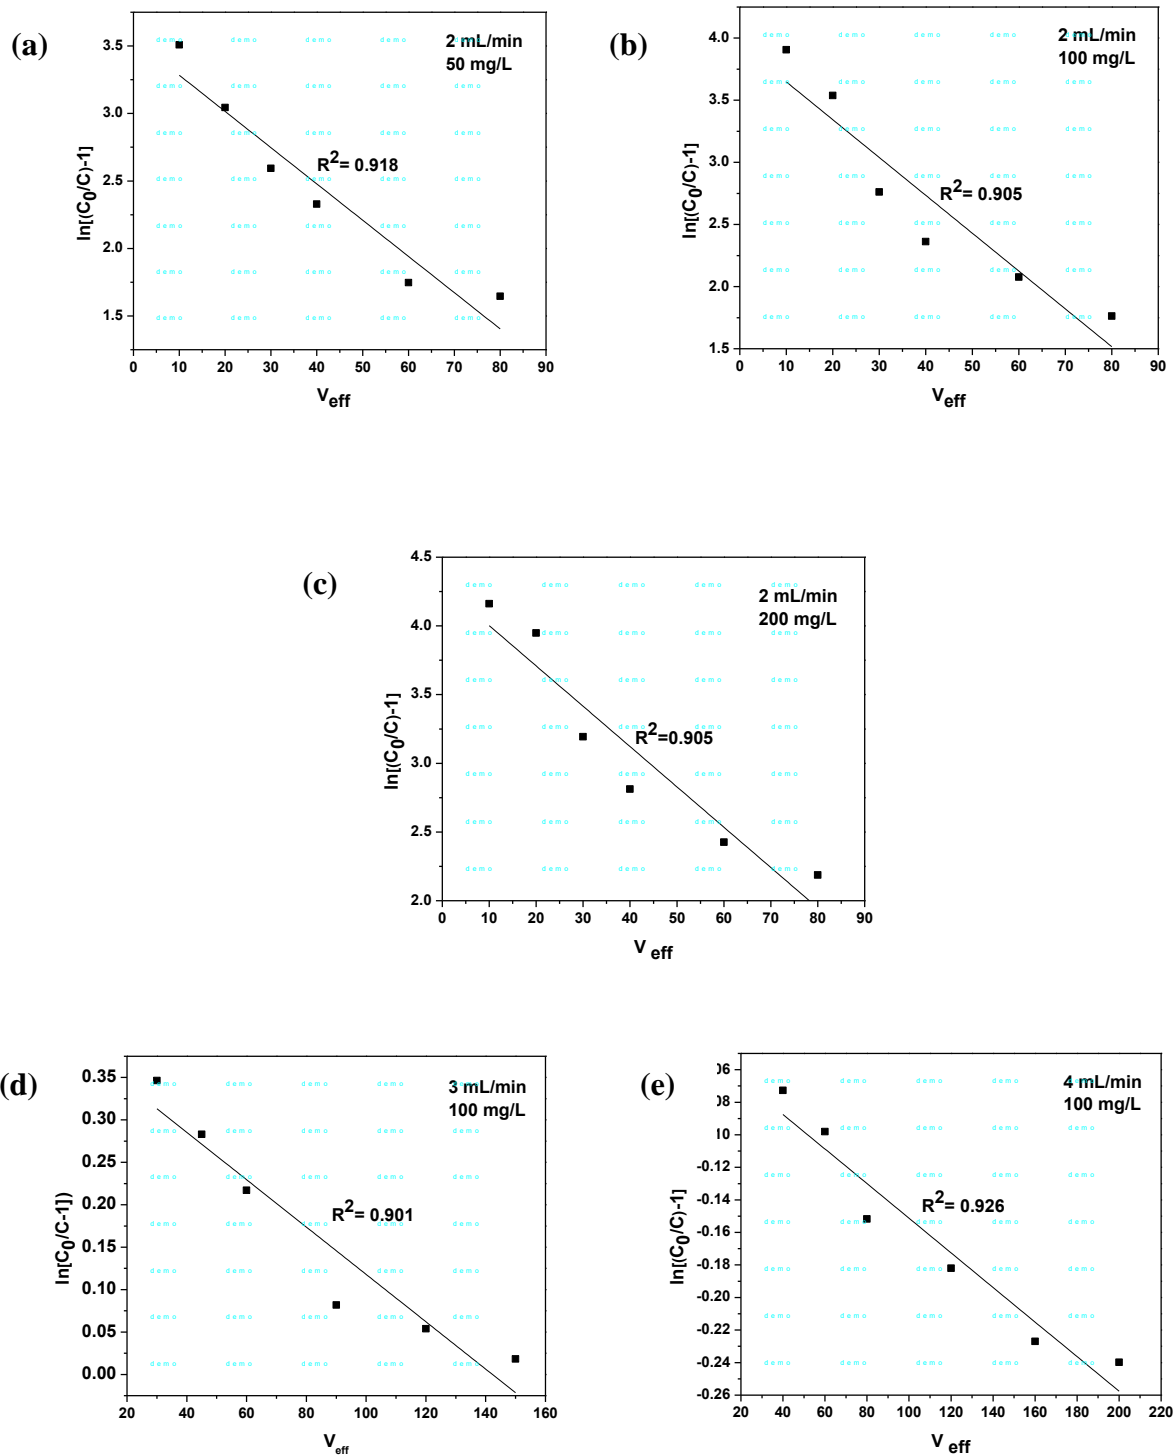 (a)
2 mL/min
50 mg/L
3.5
3.0
2.5
2.0
1.5
ln[(C0/C)-1]
R2= 0.918
0 10 20 30 40 50 60 70 80 90
Veff
(b)
2 mL/min
100 mg/L
4.0
3.5
3.0
2.5
2.0
1.5
ln[(C0/C)-1]
R2= 0.905
0 10 20 30 40 50 60 70 80 90
Veff
(c)
2 mL/min
200 mg/L
4.5
4.0
3.5
3.0
2.5
2.0
ln[(C0/C)-1]
R2=0.905
0 10 20 30 40 50 60 70 80 90
V eff
(d)
3 mL/min
100 mg/L
0.35
0.30
0.25
0.20
0.15
0.10
0.05
0.00
ln[C0/C-1])
R2= 0.901
20 40 60 80 100 120 140 160
Veff
(e)
4 mL/min
100 mg/L
06
08
10
-0.12
-0.14
-0.16
-0.18
-0.20
-0.22
-0.24
-0.26
ln[(C0/C)-1]
R2= 0.926
20 40 60 80 100 120 140 160 180 200 220
V eff
demo demo demo demo demo